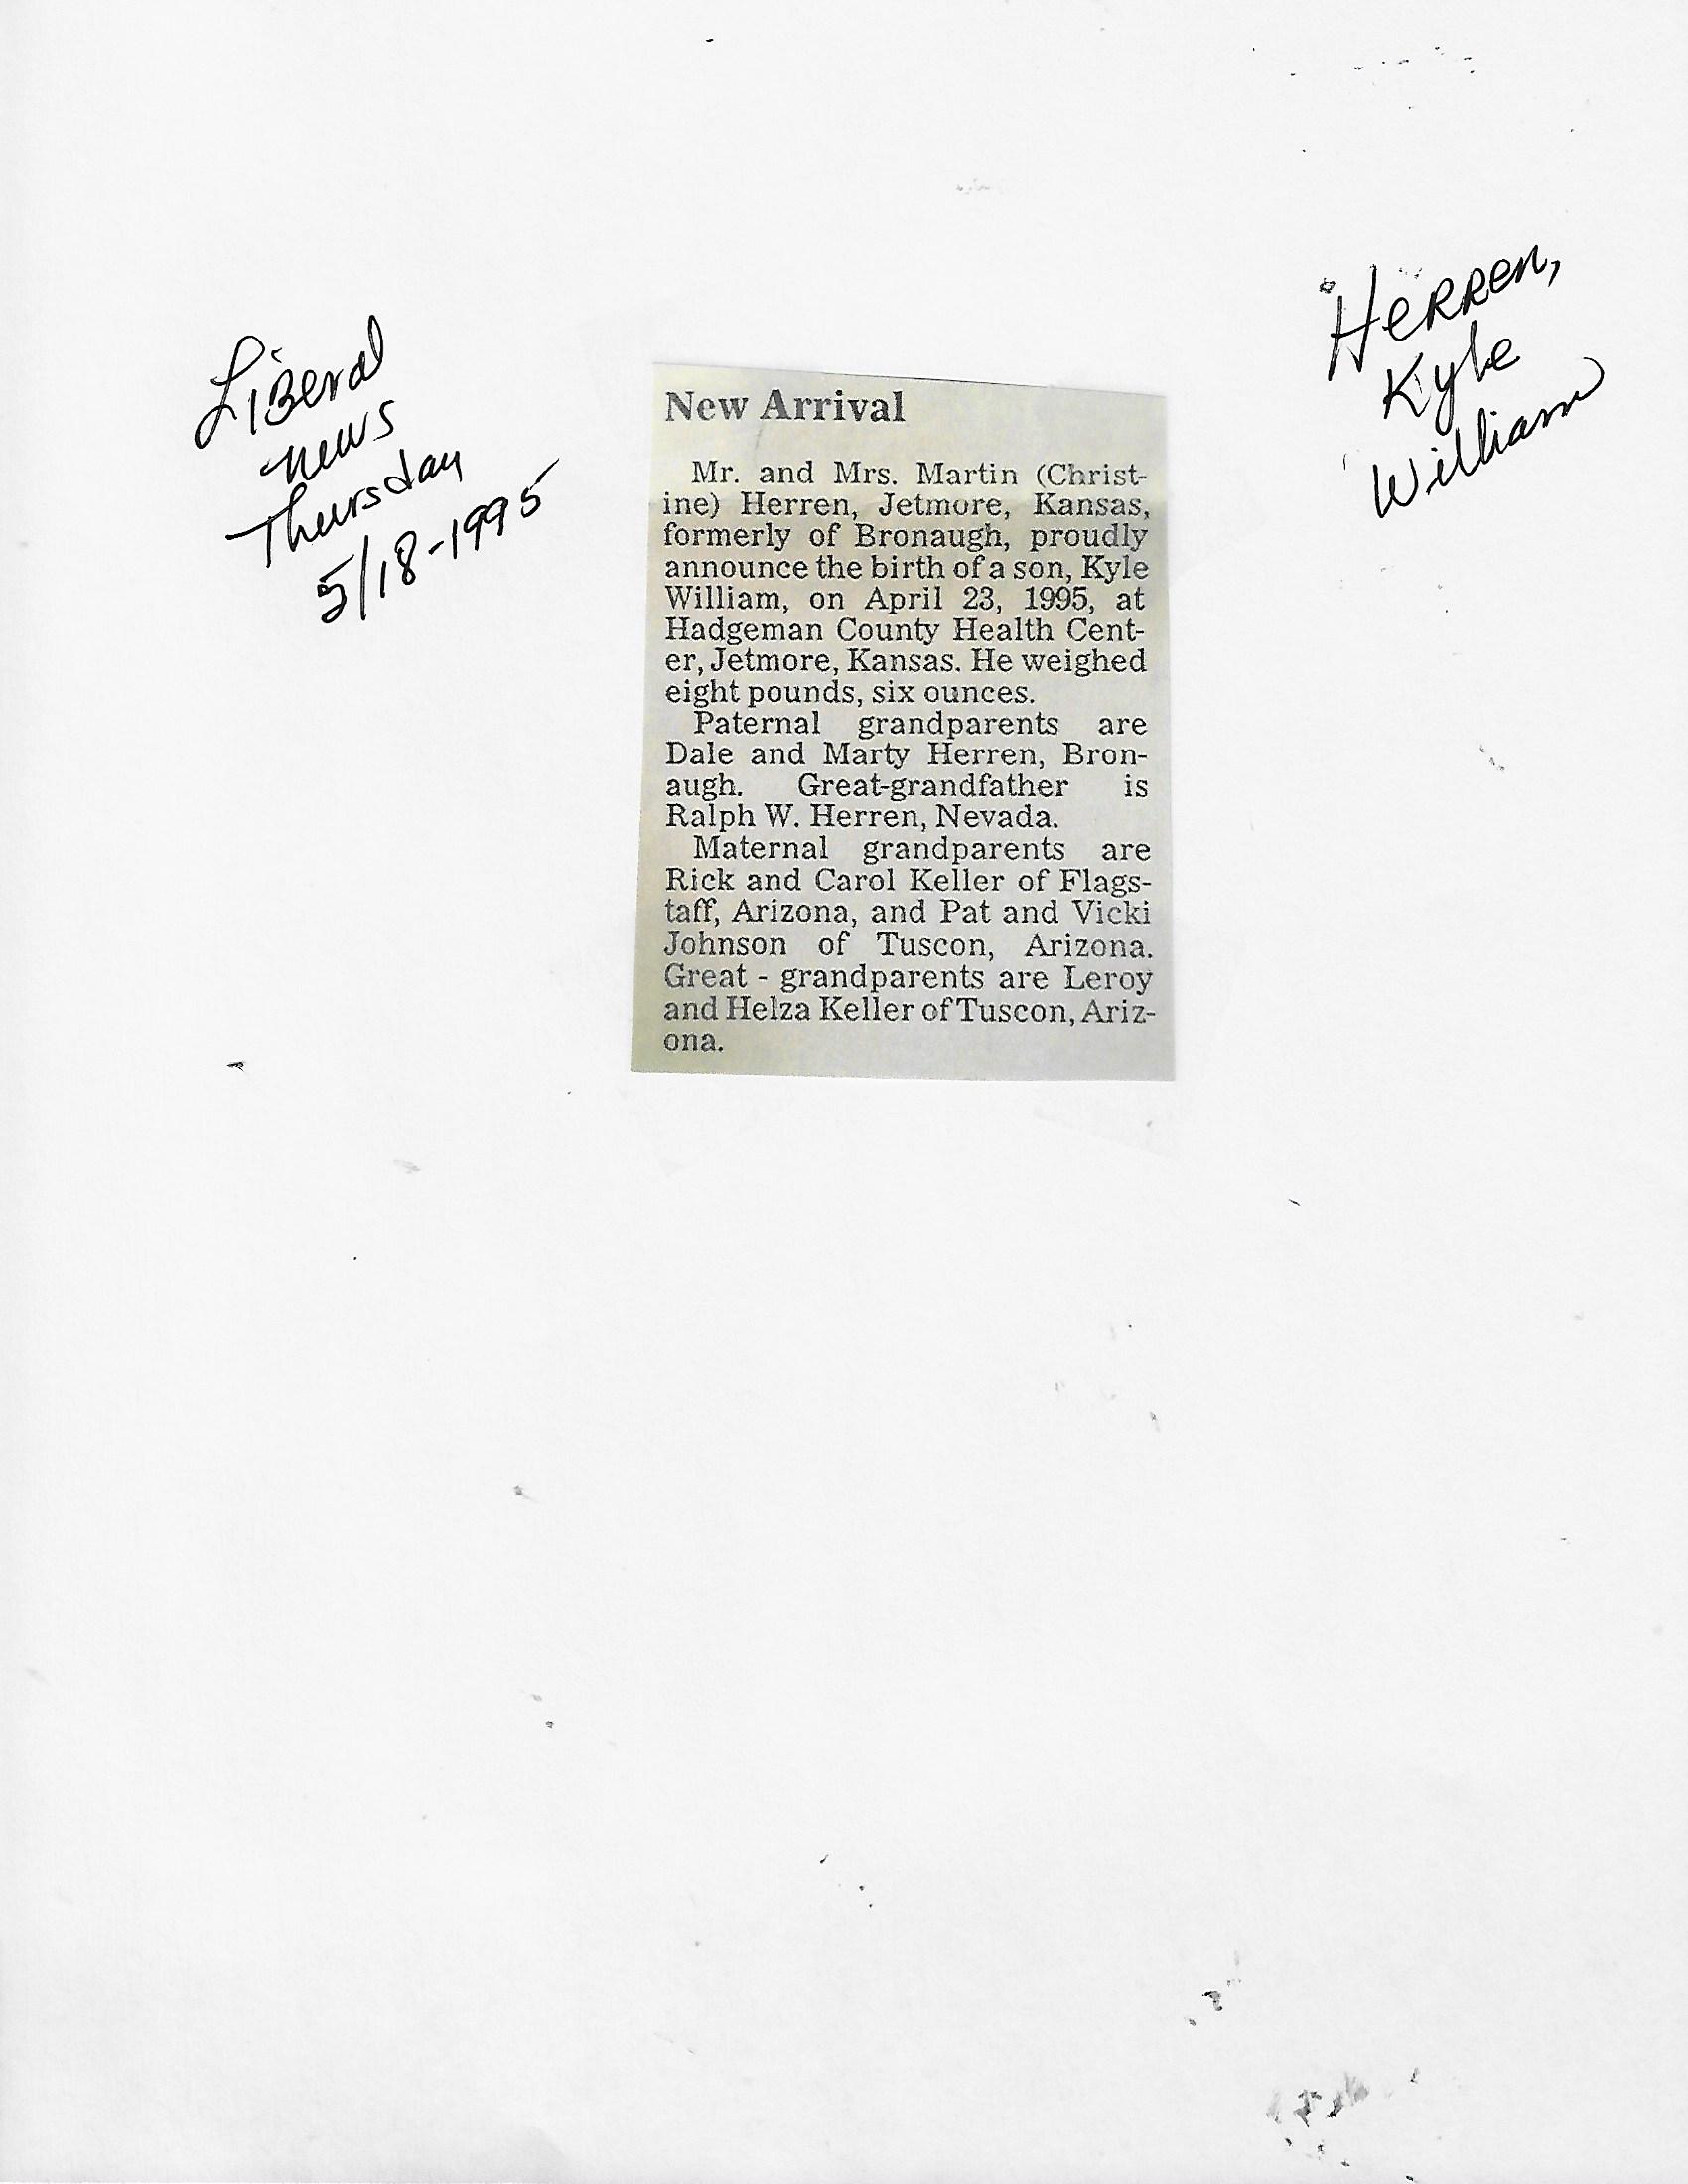 Liberal
News
Thursday
5/18-1995
Herren,
Kyle
William
New Arrival
Mr. and Mrs. Martin (Christ-
ine) Herren, Jetmore, Kansas,
formerly of Bronaugh, proudly
announce the birth of a son, Kyle
William, on April 23, 1995, at
Hadgeman County Health Cent-
er, Jetmore, Kansas. He weighed
eight pounds, six ounces.
Paternal grandparents are
Dale and Marty Herren, Bron-
augh. Great-grandfather is
Ralph W. Herren, Nevada.
Maternal grandparents are
Rick and Carol Keller of Flags-
taff, Arizona, and Pat and Vicki
Johnson of Tuscon, Arizona.
Great - grandparents are Leroy
and Helza Keller of Tuscon, Ariz-
ona.